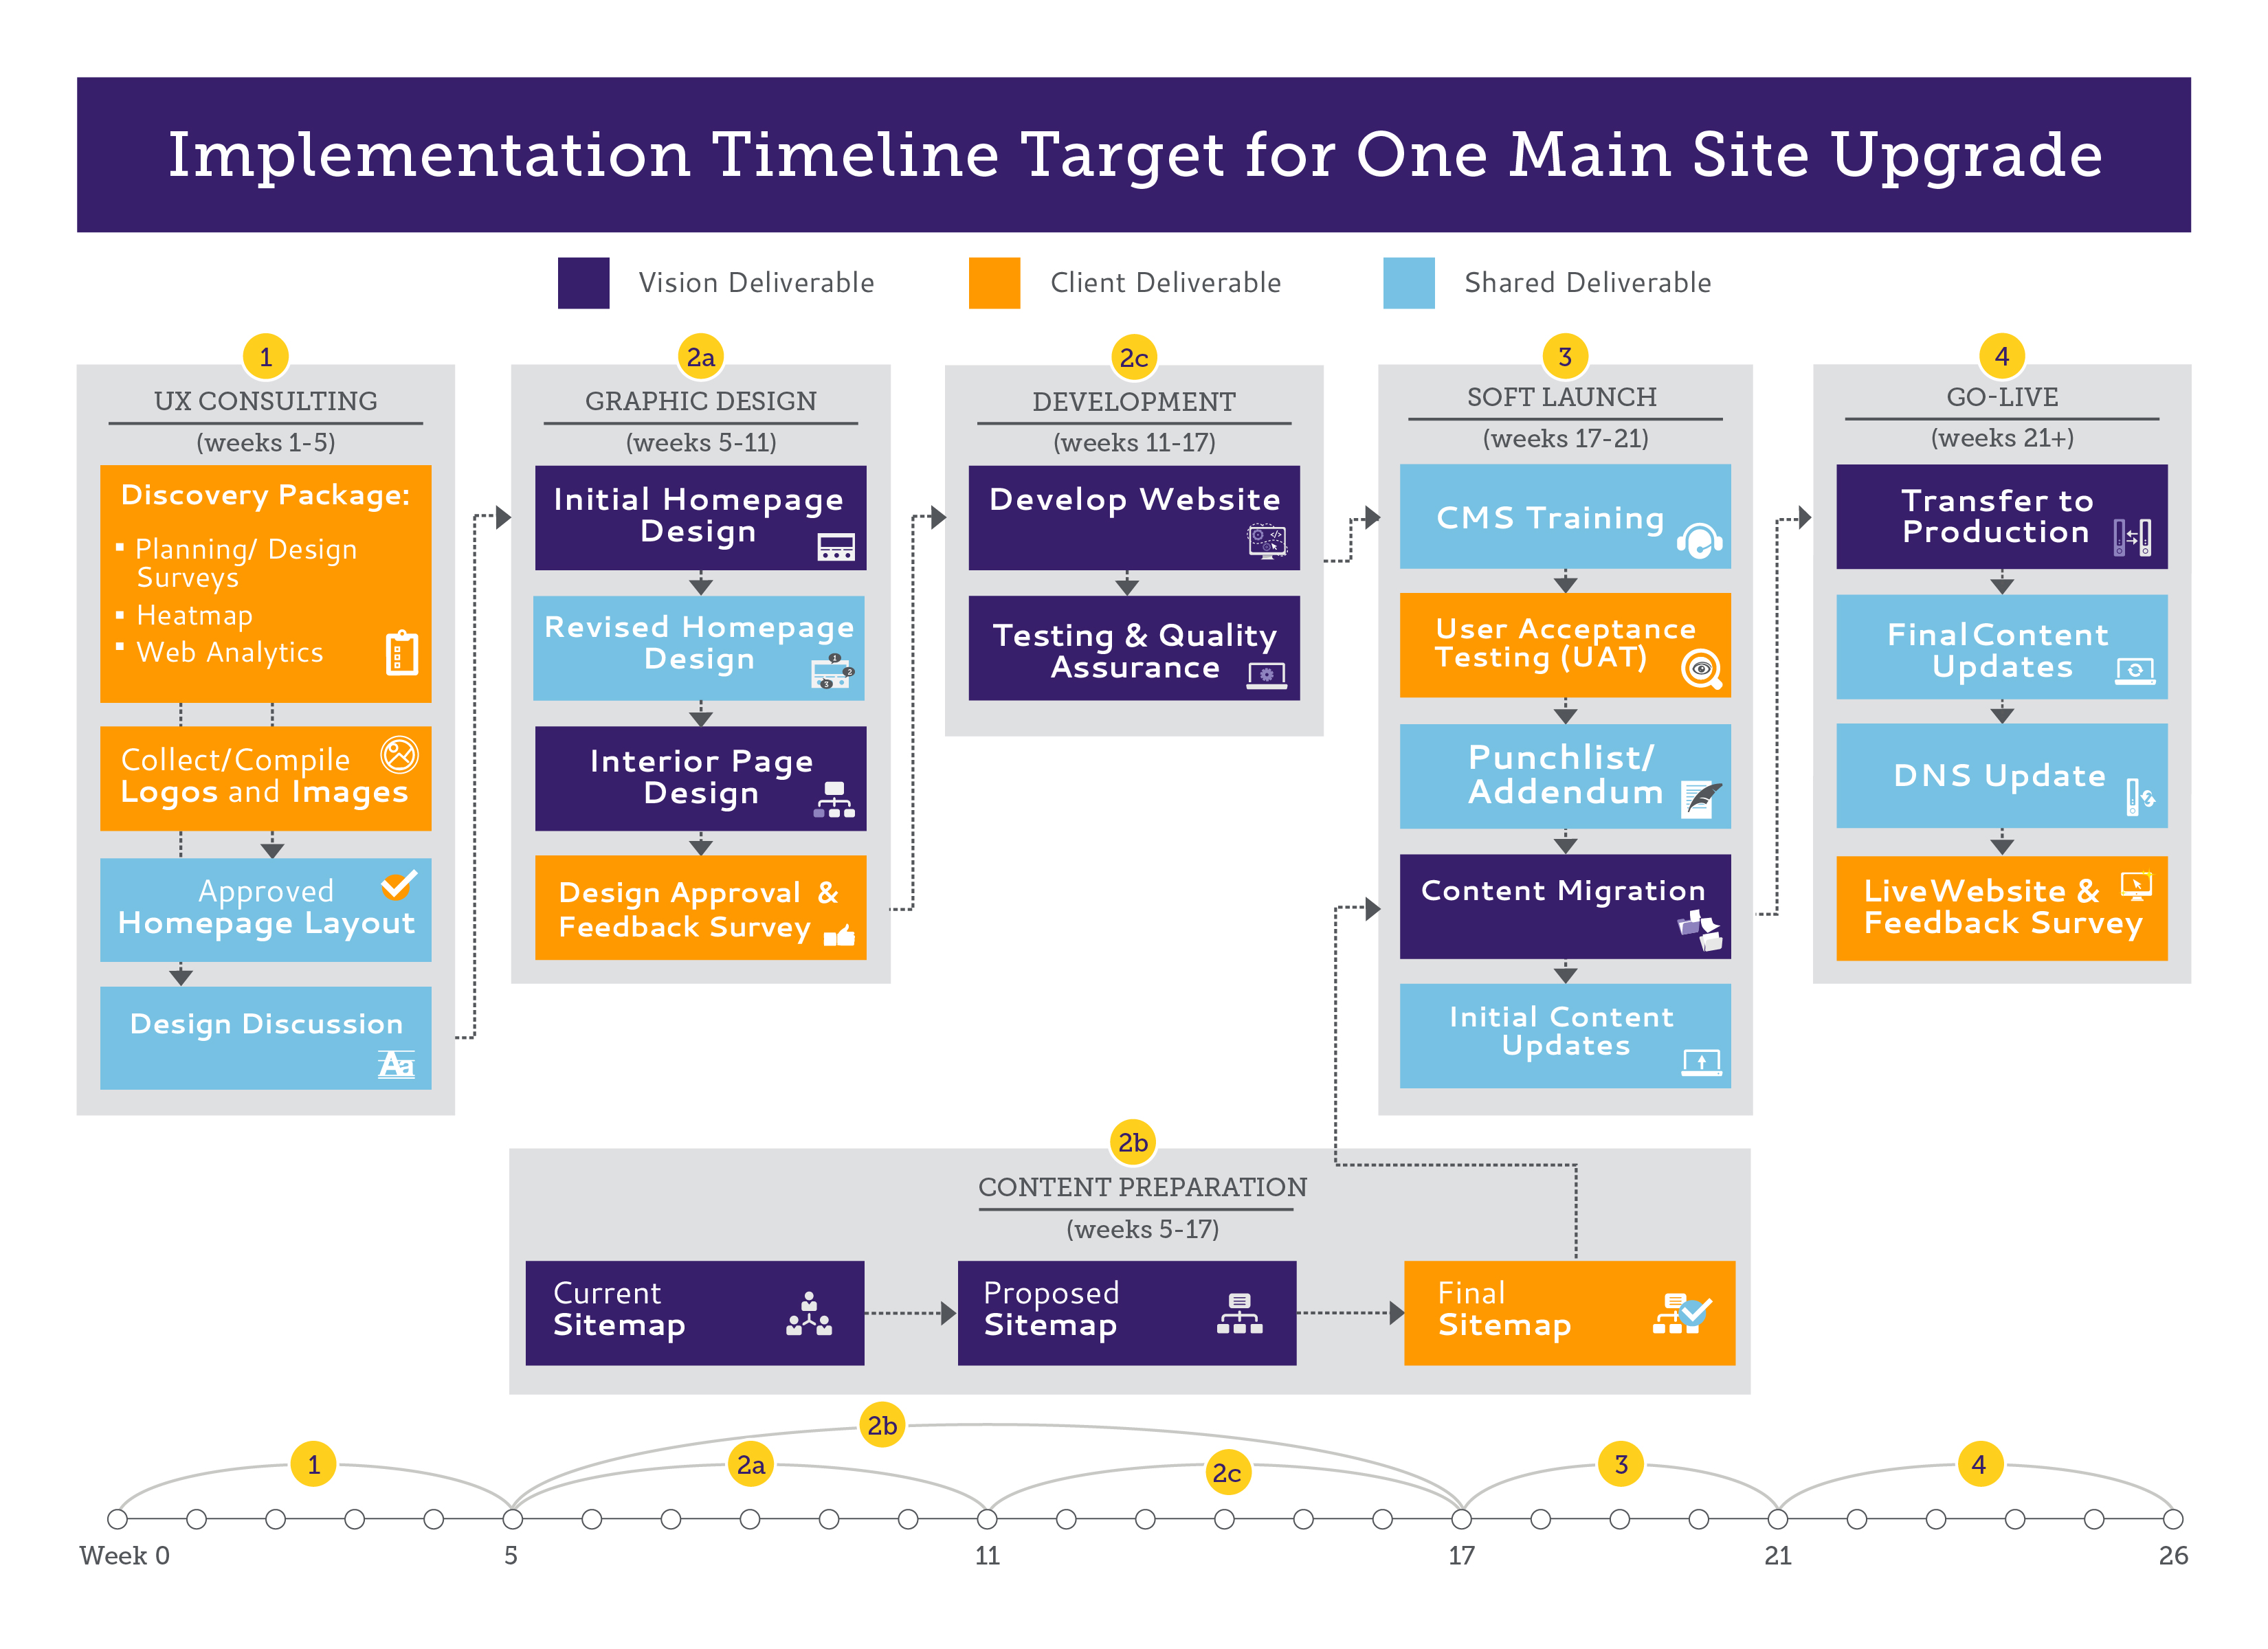 Implementation Timeline Target for One Main Site Upgrade
Vision Deliverable
Client Deliverable
Shared Deliverable
1
UX CONSULTING
(weeks 1-5)
Discovery Package:
▪ Planning/ Design
Surveys
▪ Heatmap
▪ Web Analytics
Collect/Compile
Logos and Images
Approved
Homepage Layout
Design Discussion
Aa
2a
GRAPHIC DESIGN
(weeks 5-11)
Initial Homepage
Design
Revised Homepage
Design
1
2
3
Interior Page
Design
Design Approval &
Feedback Survey
2c
DEVELOPMENT
(weeks 11-17)
Develop Website
</>
Testing & Quality
Assurance
3
SOFT LAUNCH
(weeks 17-21)
CMS Training
User Acceptance
Testing (UAT)
Punchlist/
Addendum
Content Migration
Initial Content
Updates
4
GO-LIVE
(weeks 21+)
Transfer to
Production
FinalContent
Updates
DNS Update
LiveWebsite &
Feedback Survey
2b
CONTENT PREPARATION
(weeks 5-17)
Current
Sitemap
Proposed
Sitemap
Final
Sitemap
1
2a
2b
2c
3
4
Week 0
5
11
17
21
26